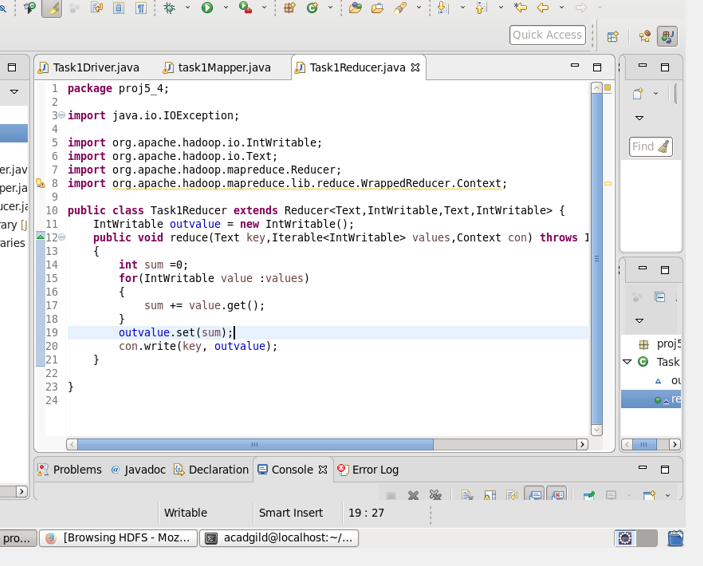 Quick Access
Task1Driver.java
task1Mapper.java
Task1Reducer.java
1 package proj5_4;
2
3 import java.io.IOException;
4
5 import org.apache.hadoop.io.IntWritable;
6 import org.apache.hadoop.io.Text;
7 import org.apache.hadoop.mapreduce.Reducer;
8 import org.apache.hadoop.mapreduce.lib.reduce.WrappedReducer.Context;
9
10 public class Task1Reducer extends Reducer<Text,IntWritable,Text,IntWritable> {
11 IntWritable outvalue = new IntWritable();
12 public void reduce(Text key,Iterable<IntWritable> values,Context con) throws I
13 {
14 int sum =0;
15 for(IntWritable value :values)
16 {
17 sum += value.get();
18 }
19 outvalue.set(sum);
20 con.write(key, outvalue);
21 }
22
23 }
24
er.jav
per.ja
ucer.ja
rary [j
raries
Find
proj5
Task
ou
re
Problems
@ Javadoc
Declaration
Console
Error Log
Writable
Smart Insert
19 : 27
pro...
[Browsing HDFS - Moz...
acadgild@localhost:~/...